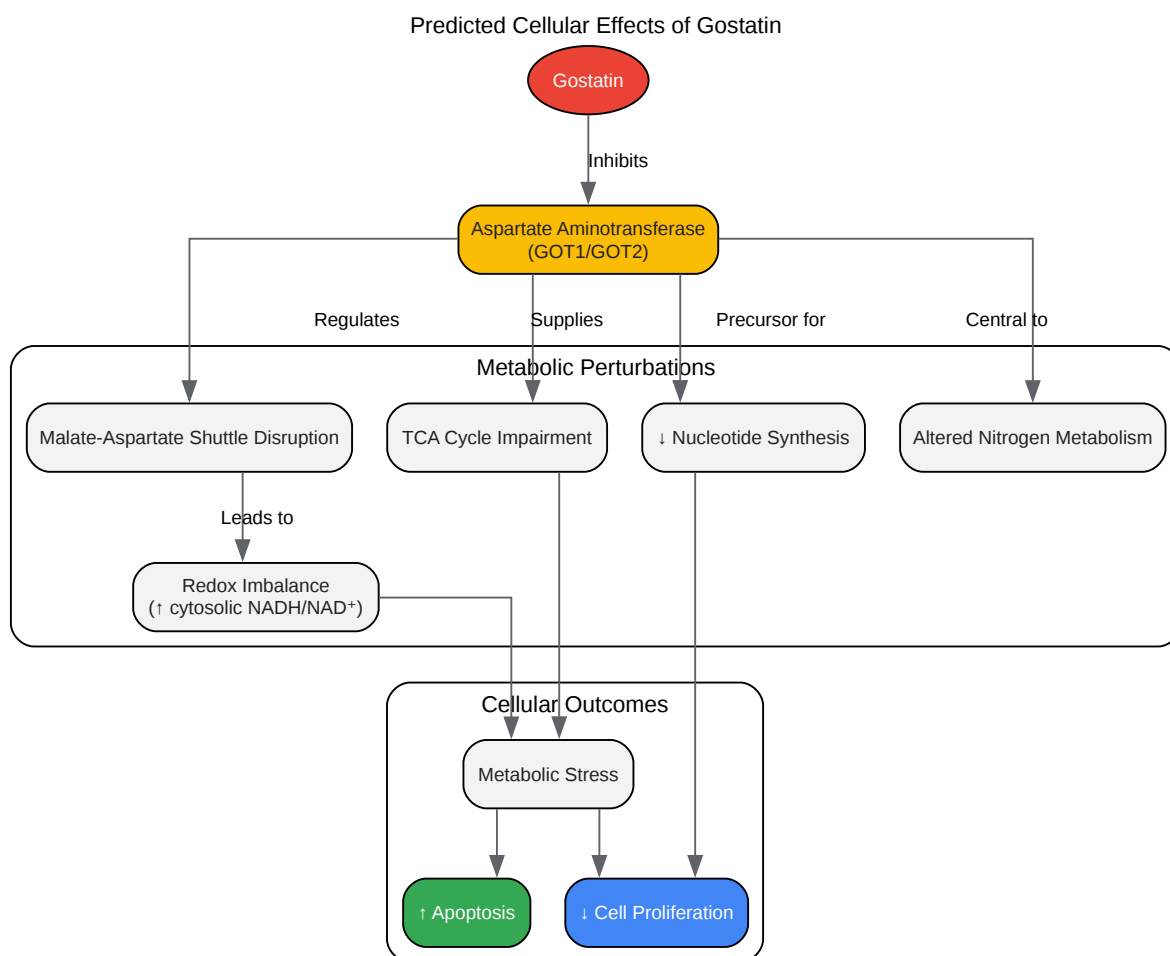 Predicted Cellular Effects of Gostatin
Gostatin
Inhibits
Aspartate Aminotransferase
(GOT1/GOT2)
Regulates
Supplies
Precursor for
Central to
Metabolic Perturbations
Malate-Aspartate Shuttle Disruption
TCA Cycle Impairment
↓ Nucleotide Synthesis
Altered Nitrogen Metabolism
Leads to
Redox Imbalance
(↑ cytosolic NADH/NAD⁺)
Cellular Outcomes
Metabolic Stress
↑ Apoptosis
↓ Cell Proliferation